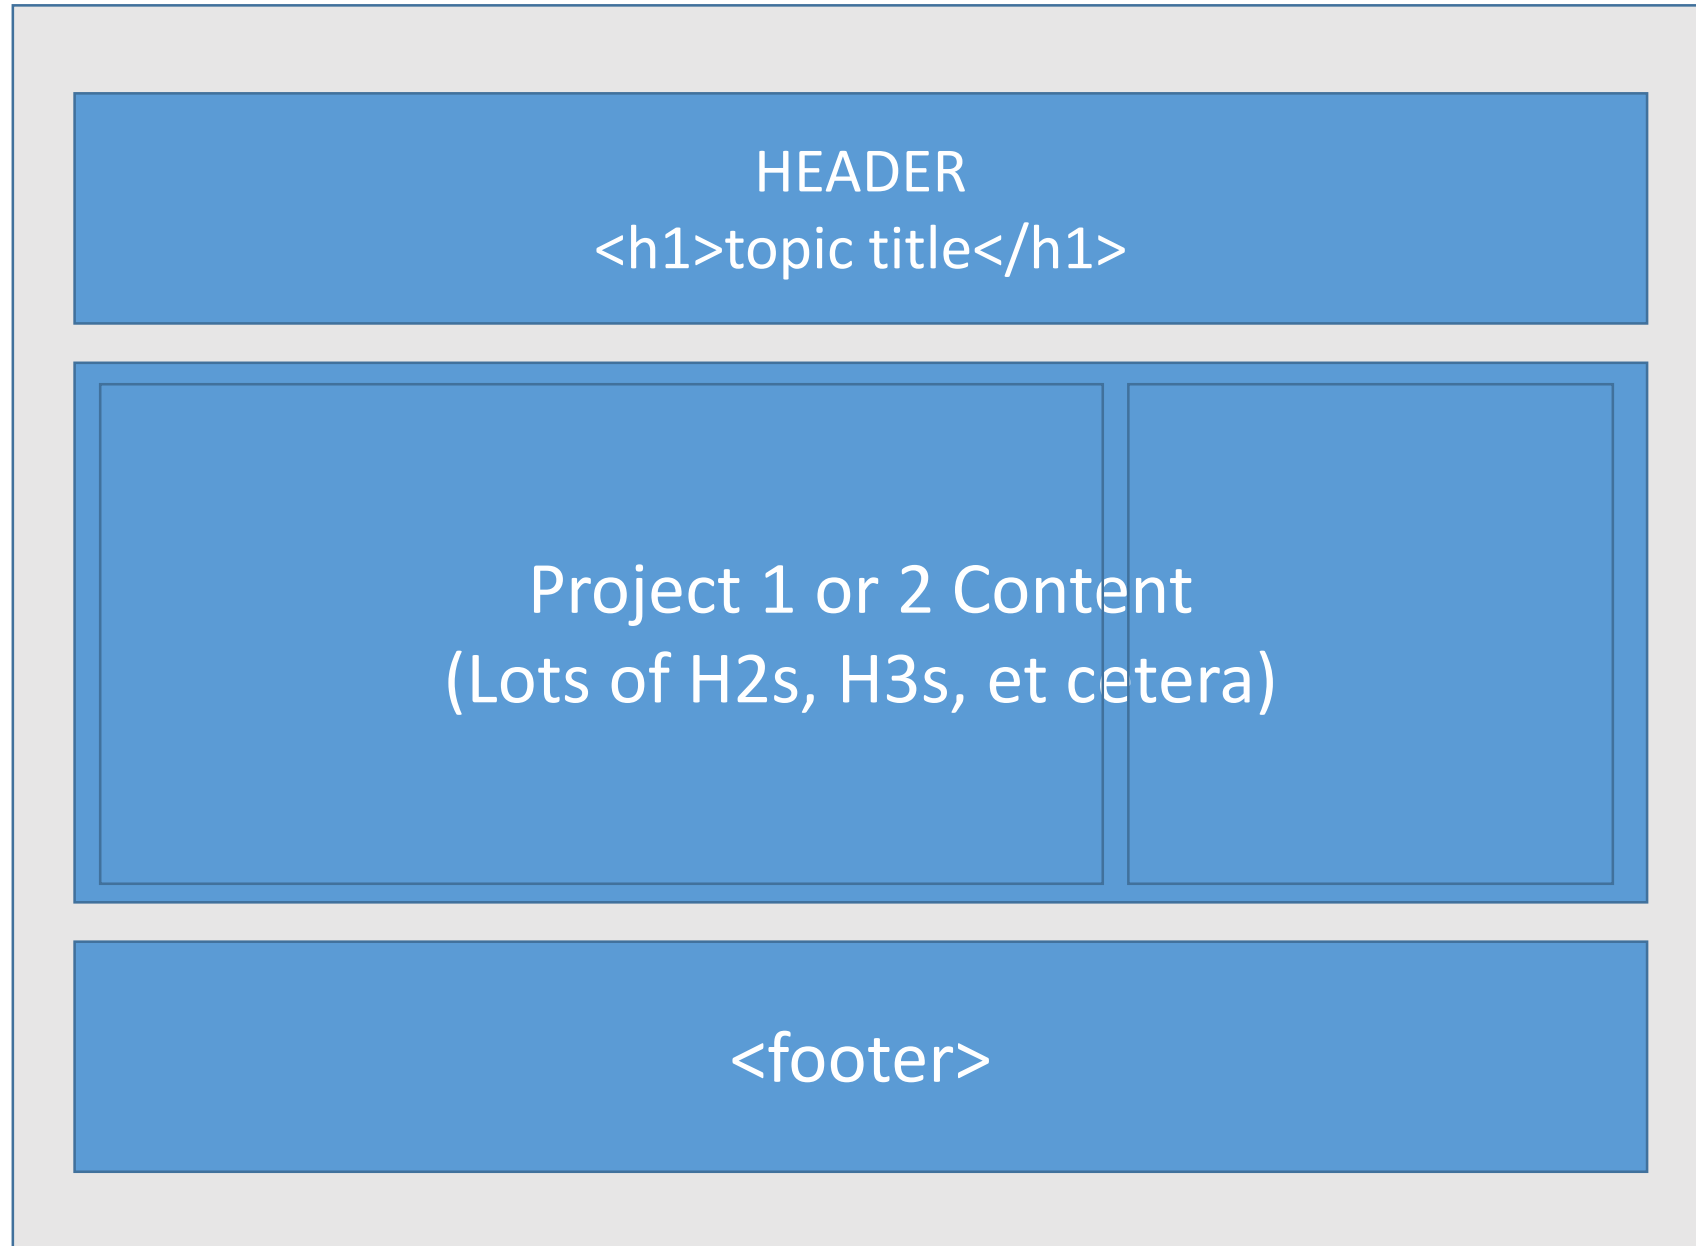 HEADER
<h1>topic title</h1>
Project 1 or 2 Content
(Lots of H2s, H3s, et cetera)
<footer>